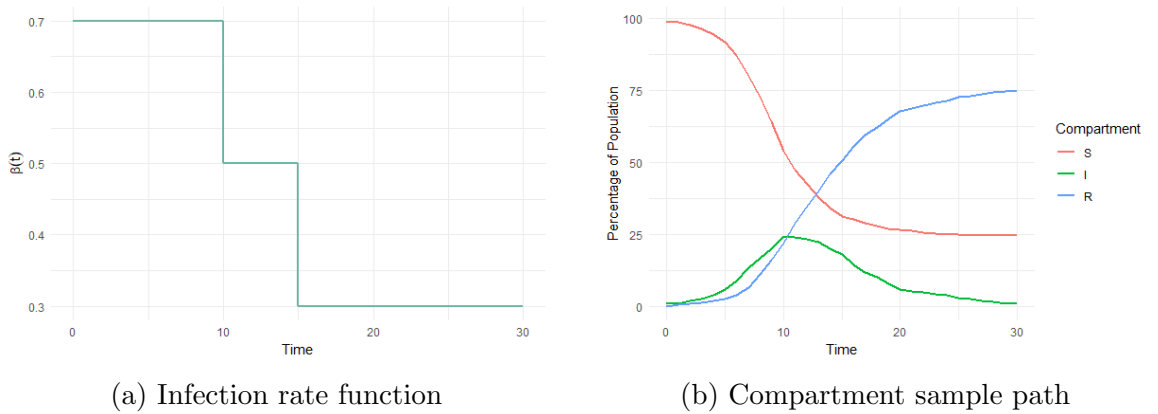 0.7
0.6
0.5
0.4
0.3
β(t)
0
10
20
30
Time
(a) Infection rate function
100
75
50
25
0
Percentage of Population
0
10
20
30
Time
Compartment
S
I
R
(b) Compartment sample path